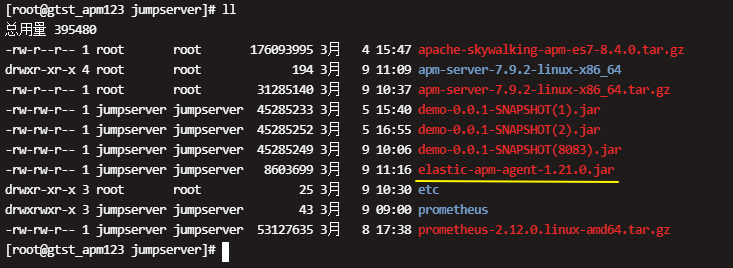 [root@gtst_apm123 jumpserver]# ll
总用量 395480
-rw-r--r-- 1 root       root       176093995 3月   4 15:47 apache-skywalking-apm-es7-8.4.0.tar.gz
drwxr-xr-x 4 root       root             194 3月   9 11:09 apm-server-7.9.2-linux-x86_64
-rw-r--r-- 1 root       root        31285140 3月   9 10:37 apm-server-7.9.2-linux-x86_64.tar.gz
-rw-rw-r-- 1 jumpserver jumpserver  45285233 3月   5 15:40 demo-0.0.1-SNAPSHOT(1).jar
-rw-rw-r-- 1 jumpserver jumpserver  45285252 3月   5 16:55 demo-0.0.1-SNAPSHOT(2).jar
-rw-rw-r-- 1 jumpserver jumpserver  45285249 3月   9 10:06 demo-0.0.1-SNAPSHOT(8083).jar
-rw-rw-r-- 1 jumpserver jumpserver   8603699 3月   9 11:16 elastic-apm-agent-1.21.0.jar
drwxr-xr-x 3 root       root              25 3月   9 10:30 etc
drwxrwxr-x 3 jumpserver jumpserver        43 3月   9 09:00 prometheus
-rw-rw-r-- 1 jumpserver jumpserver  53127635 3月   8 17:38 prometheus-2.12.0.linux-amd64.tar.gz
[root@gtst_apm123 jumpserver]#